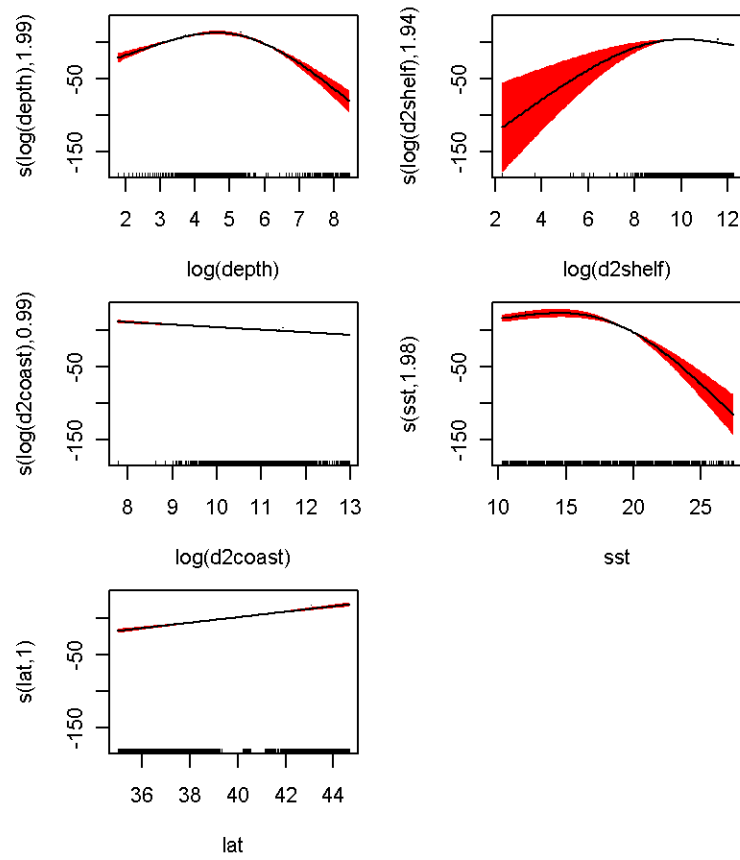 s(log(depth),1.99)
-50
-150
2 3 4 5 6 7 8
log(depth)
s(log(d2shelf),1.94)
-50
-150
2 4 6 8 10 12
log(d2shelf)
s(log(d2coast),0.99)
-50
-150
8 9 10 11 12 13
log(d2coast)
s(sst,1.98)
-50
-150
10 15 20 25
sst
s(lat,1)
-50
-150
36 38 40 42 44
lat